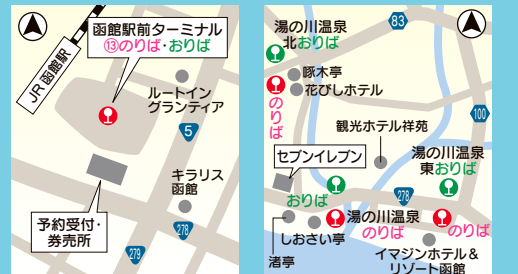 JR函館駅
函館駅前ターミナル
⑬のりば・おりば
ルートイン
グランティア
5
キラリス
函館
予約受付・
券売所
278
279
83
湯の川温泉
北おりば
啄木亭
花びしホテル
のりば
100
観光ホテル祥苑
セブンイレブン
湯の川温泉
東おりば
おりば
278
湯の川温泉
のりば
のりば
しおさい亭
渚亭
イマジンホテル&
リゾート函館